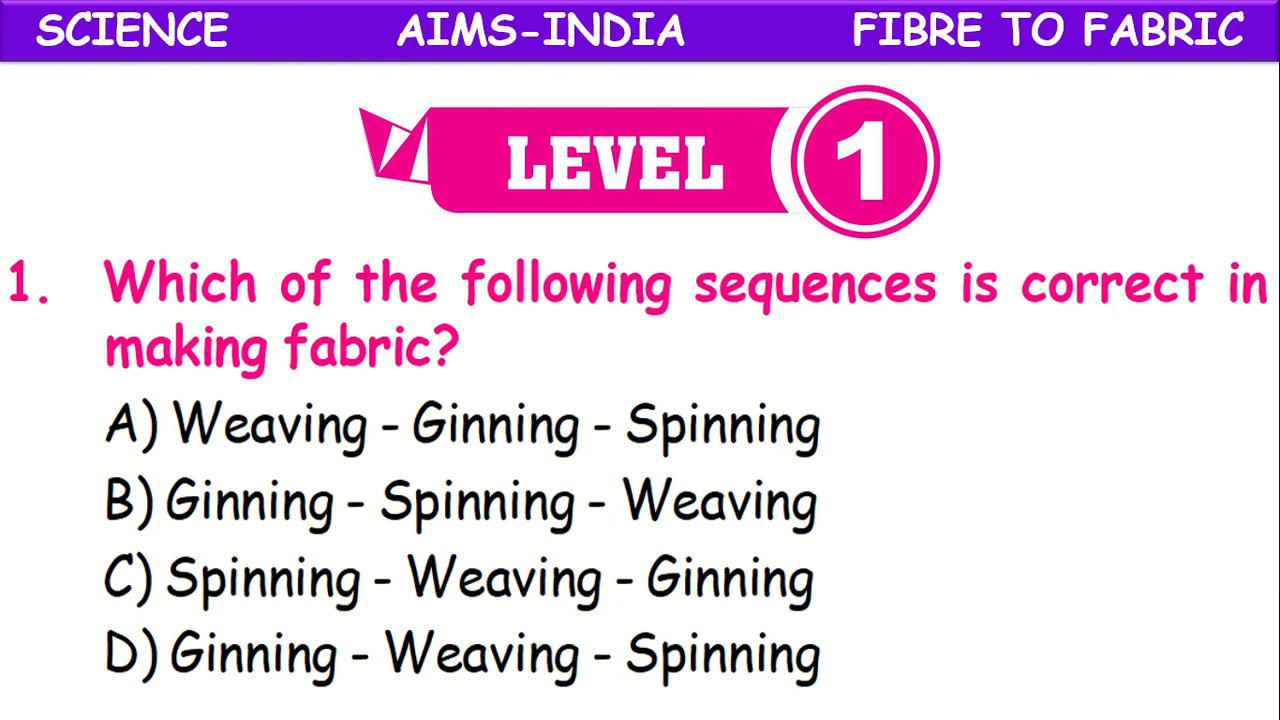 SCIENCE AIMS-INDIA FIBRE TO FABRIC
LEVEL 1
1. Which of the following sequences is correct in
making fabric?
A) Weaving - Ginning - Spinning
B) Ginning - Spinning - Weaving
C) Spinning - Weaving - Ginning
D) Ginning - Weaving - Spinning